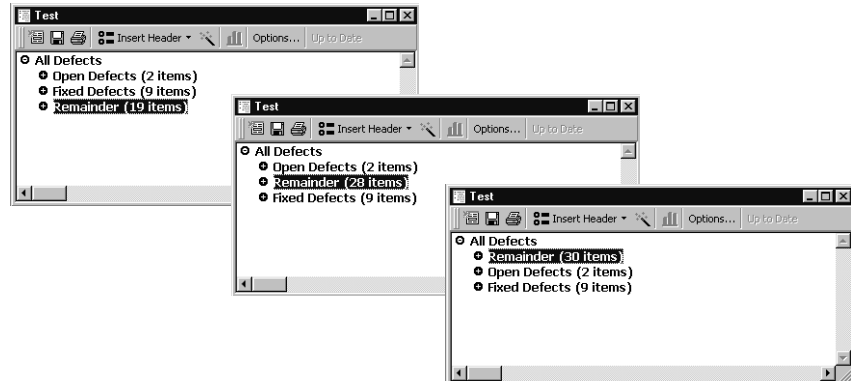 Test
Insert Header Options... Up to Date
All Defects
Open Defects (2 items)
Fixed Defects (9 items)
Remainder (19 items)
Test
Insert Header Options... Up to Date
All Defects
Open Defects (2 items)
Remainder (28 items)
Fixed Defects (9 items)
Test
Insert Header Options... Up to Date
All Defects
Remainder (30 items)
Open Defects (2 items)
Fixed Defects (9 items)